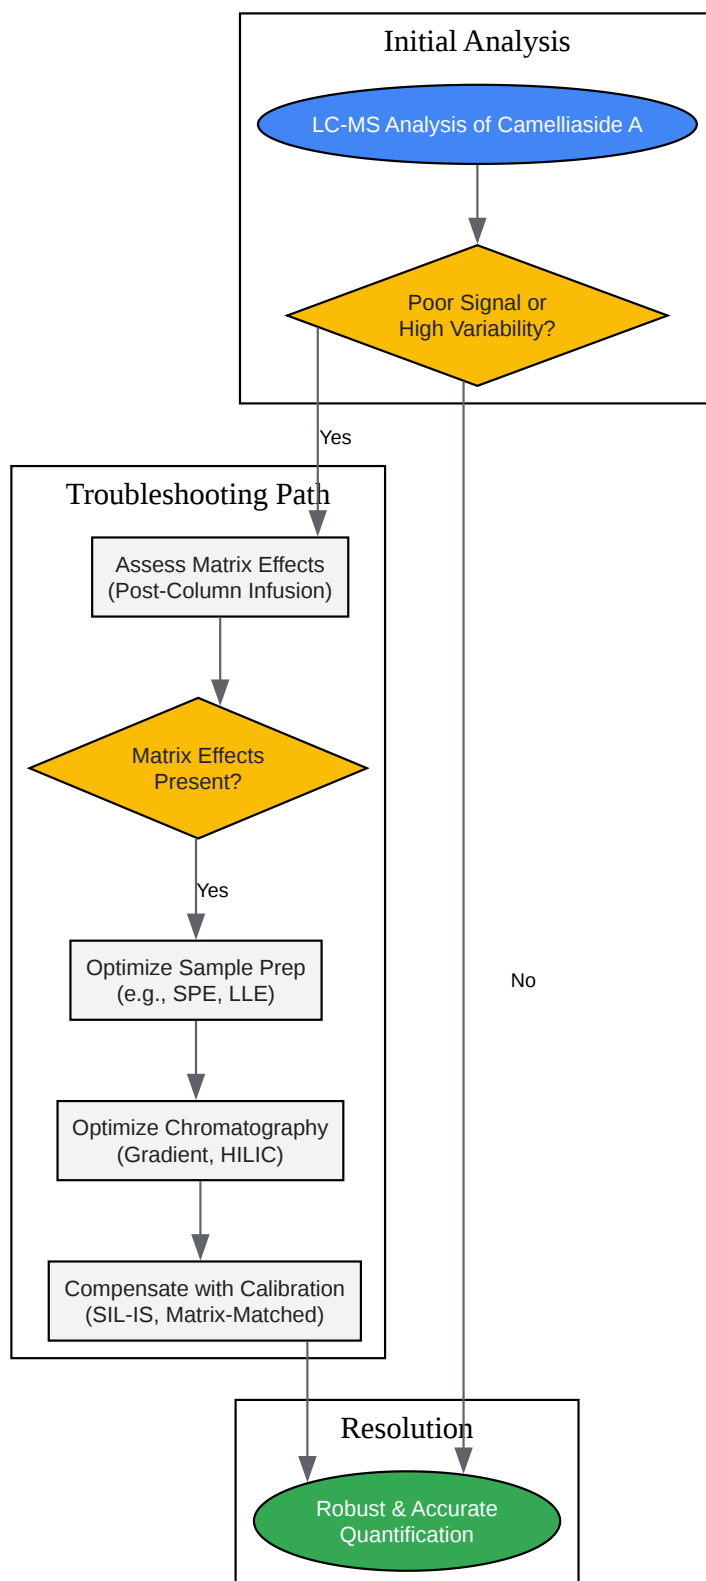 Initial Analysis
LC-MS Analysis of Camelliaside A
Poor Signal or
High Variability?
Yes
Troubleshooting Path
Assess Matrix Effects
(Post-Column Infusion)
Matrix Effects
Present?
Yes
Optimize Sample Prep
(e.g., SPE, LLE)
No
Optimize Chromatography
(Gradient, HILIC)
Compensate with Calibration
(SIL-IS, Matrix-Matched)
Resolution
Robust & Accurate
Quantification